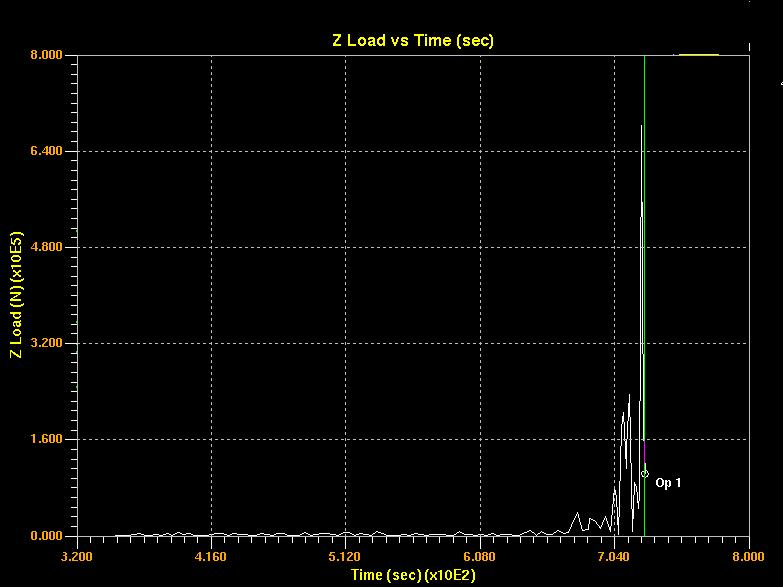 Z Load vs Time (sec)
8.000
6.400
4.800
3.200
1.600
0.000
Z Load (N) (x10E5)
Op 1
3.200 4.160 5.120 6.080 7.040 8.000
Time (sec) (x10E2)